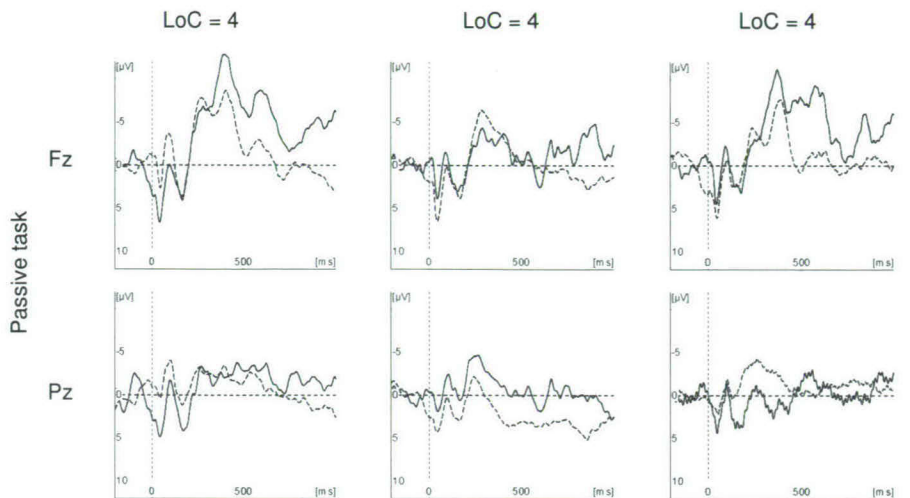 LoC = 4 LoC = 4 LoC = 4
Passive task
Fz
[µV] [µV] [µV]
-5 -5 -5
0 0 0
5 5 5
10 10 10
0 500 [ms] 0 500 [ms] 0 500 [ms]
Pz
[µV] [µV] [µV]
-5 -5 -5
0 0 0
5 5 5
10 10 10
0 500 [ms] 0 500 [ms] 0 500 [ms]